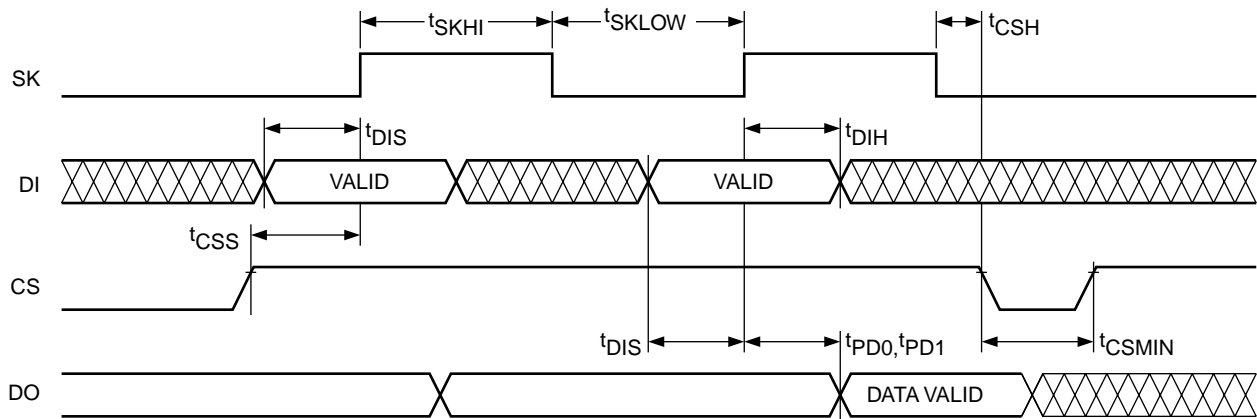 tSKHI tSKLOW tCSH
SK
tDIS tDIH
DI VALID VALID
tCSS
CS
tDIS tPD0,tPD1 tCSMIN
DO DATA VALID